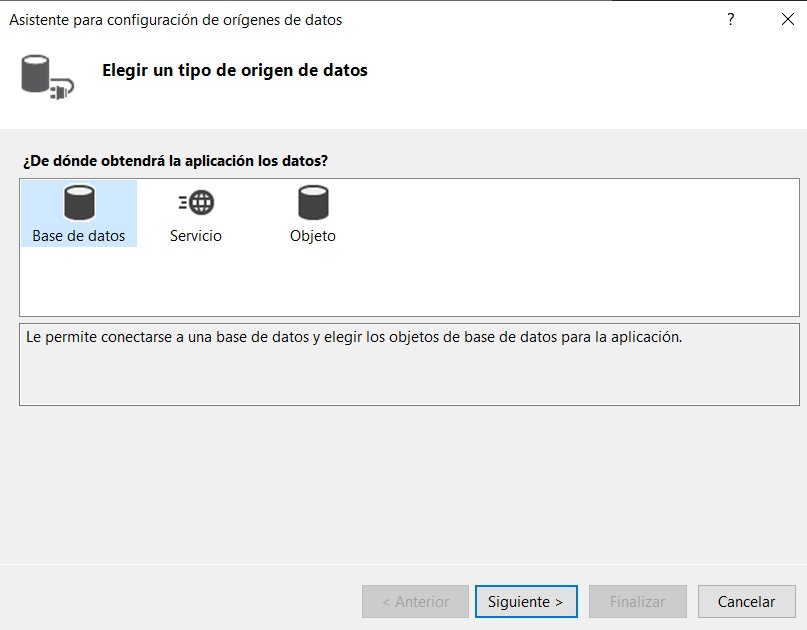 Asistente para configuración de orígenes de datos ?
Elegir un tipo de origen de datos
¿De dónde obtendrá la aplicación los datos?
Base de datos Servicio Objeto
Le permite conectarse a una base de datos y elegir los objetos de base de datos para la aplicación.
< Anterior Siguiente > Finalizar Cancelar